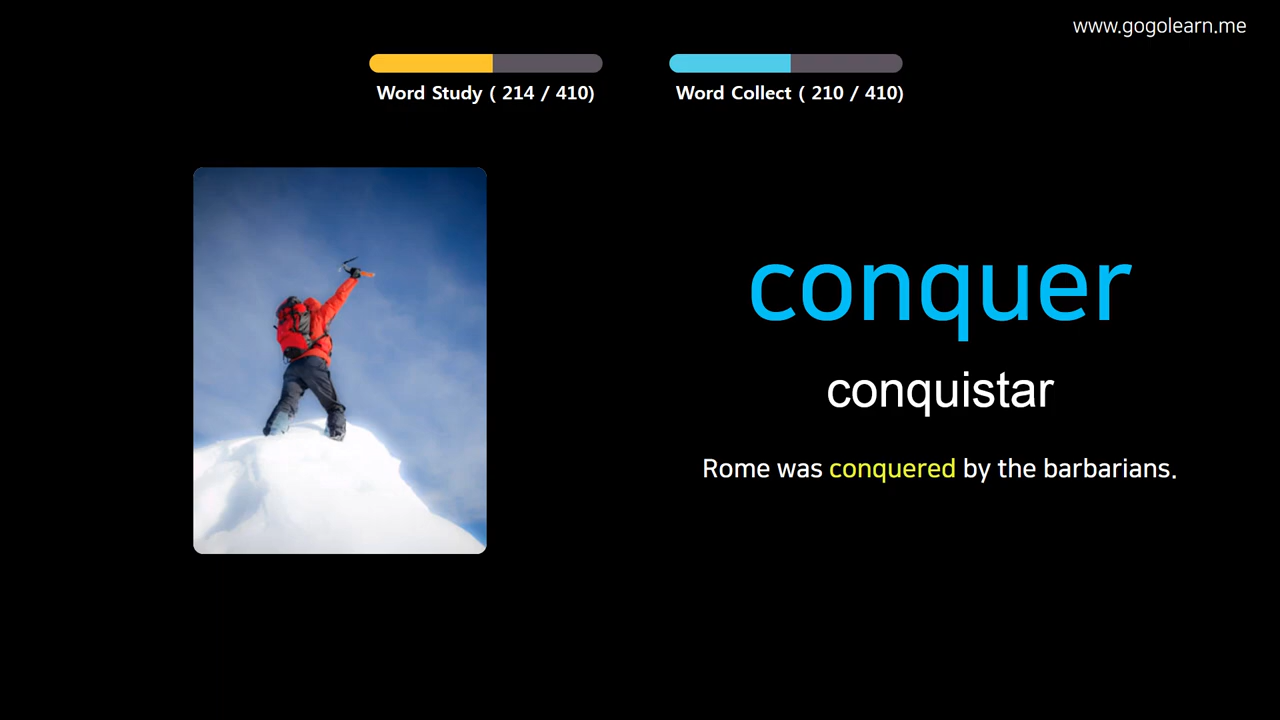 www.gogolearn.me
Word Study ( 214 / 410)
Word Collect ( 210 / 410)
conquer
conquistar
Rome was conquered by the barbarians.